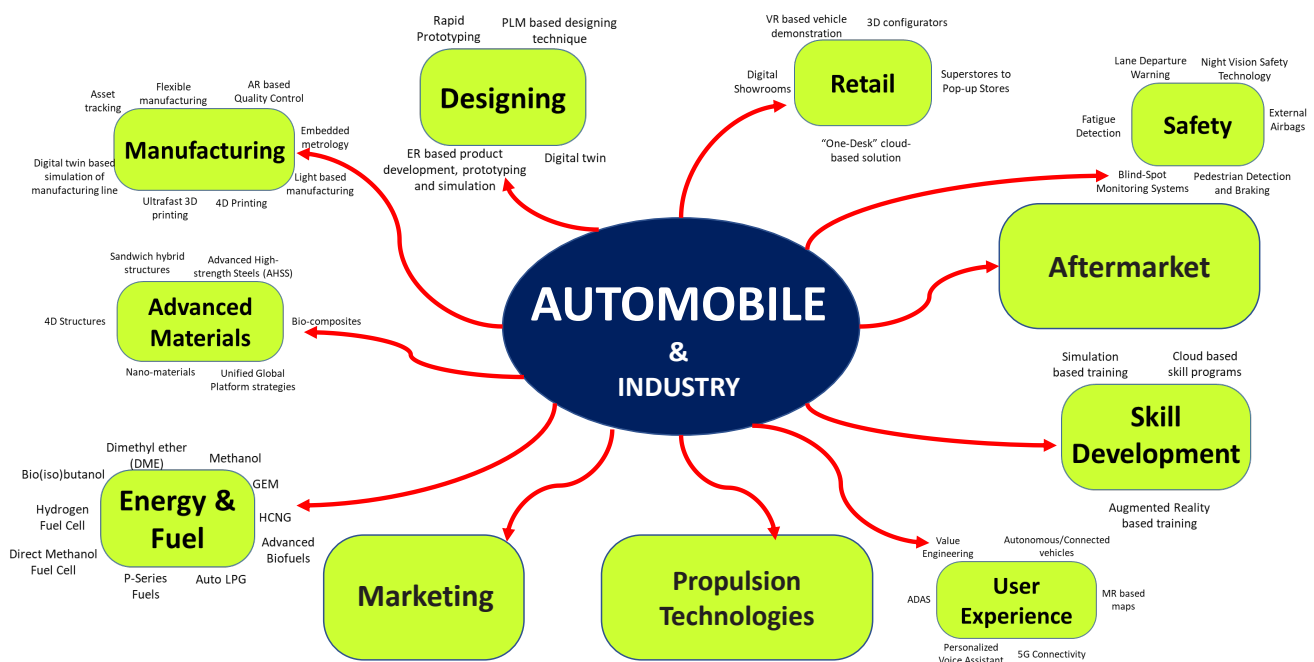 Rapid
Prototyping
PLM based designing
technique
Designing
ER based product
development, prototyping
and simulation
Digital twin
VR based vehicle
demonstration
3D configurators
Digital
Showrooms
Retail
Superstores to
Pop-up Stores
“One-Desk” cloud-
based solution
Lane Departure
Warning
Night Vision Safety
Technology
Fatigue
Detection
Safety
External
Airbags
Blind-Spot
Monitoring Systems
Pedestrian Detection
and Braking
Asset
tracking
Flexible
manufacturing
AR based
Quality Control
Manufacturing
Embedded
metrology
Digital twin based
simulation of
manufacturing line
Light based
manufacturing
Ultrafast 3D
printing
4D Printing
Aftermarket
AUTOMOBILE
&
INDUSTRY
Sandwich hybrid
structures
Advanced High-
strength Steels (AHSS)
4D Structures
Advanced
Materials
Bio-composites
Nano-materials
Unified Global
Platform strategies
Simulation
based training
Cloud based
skill programs
Skill
Development
Augmented Reality
based training
Dimethyl ether
(DME)
Methanol
Bio(iso)butanol
GEM
Hydrogen
Fuel Cell
Energy &
Fuel
HCNG
Direct Methanol
Fuel Cell
Advanced
Biofuels
P-Series
Fuels
Auto LPG
Marketing
Propulsion
Technologies
Value
Engineering
Autonomous/Connected
vehicles
ADAS
User
Experience
MR based
maps
Personalized
Voice Assistant
5G Connectivity